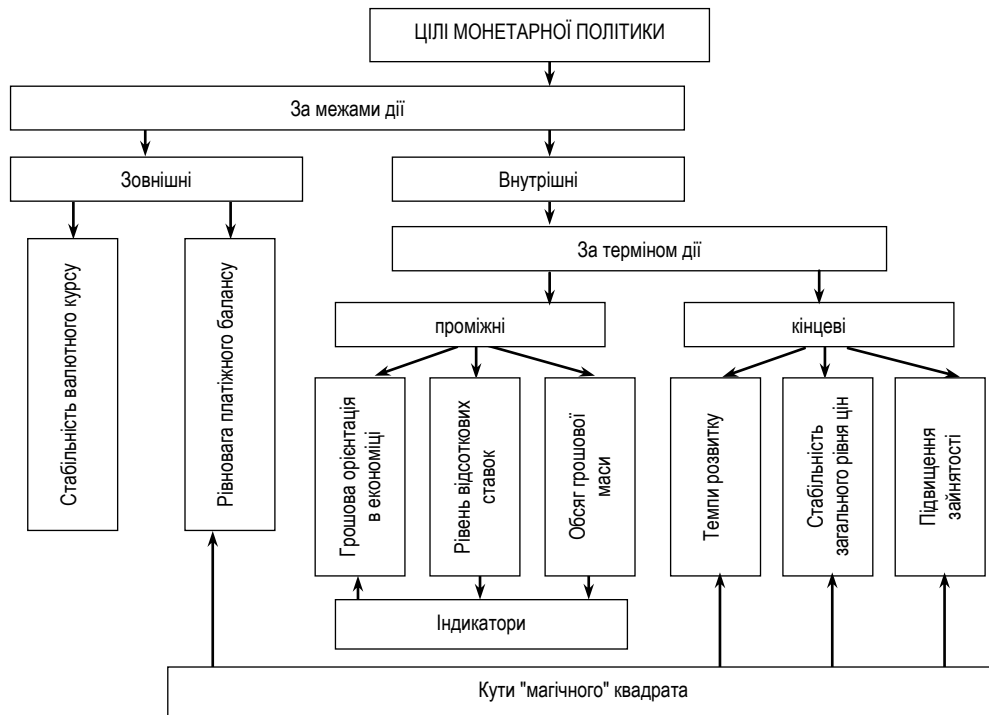 ЦІЛІ МОНЕТАРНОЇ ПОЛІТИКИ
За межами дії
Зовнішні
Внутрішні
За терміном дії
Стабільність валютного курсу
Рівновага платіжного балансу
проміжні
кінцеві
Грошова орієнтація
в економіці
Рівень відсоткових
ставок
Обсяг грошової
маси
Темпи розвитку
Стабільність
загального рівня цін
Підвищення
зайнятості
Індикатори
Кути "магічного" квадрата